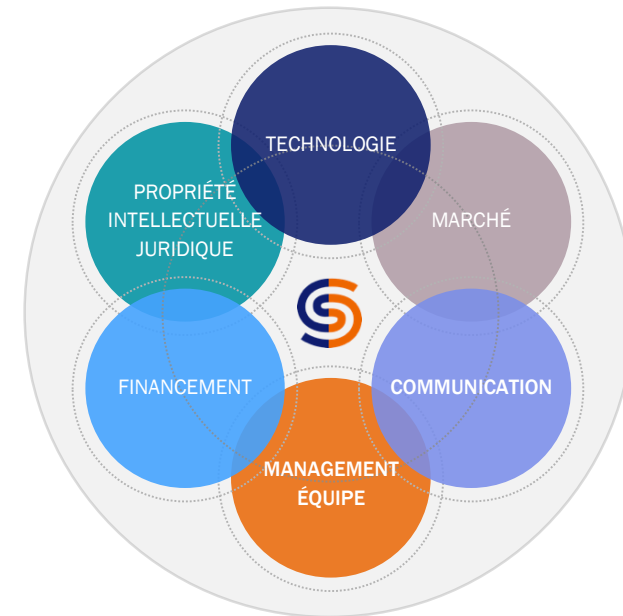 TECHNOLOGIE
PROPRIÉTÉ
INTELLECTUELLE
JURIDIQUE
MARCHÉ
FINANCEMENT
COMMUNICATION
MANAGEMENT
ÉQUIPE